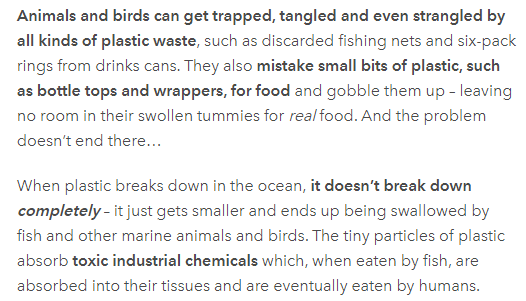 Animals and birds can get trapped, tangled and even strangled by
all kinds of plastic waste, such as discarded fishing nets and six-pack
rings from drinks cans. They also mistake small bits of plastic, such
as bottle tops and wrappers, for food and gobble them up – leaving
no room in their swollen tummies for real food. And the problem
doesn’t end there…
When plastic breaks down in the ocean, it doesn’t break down
completely – it just gets smaller and ends up being swallowed by
fish and other marine animals and birds. The tiny particles of plastic
absorb toxic industrial chemicals which, when eaten by fish, are
absorbed into their tissues and are eventually eaten by humans.